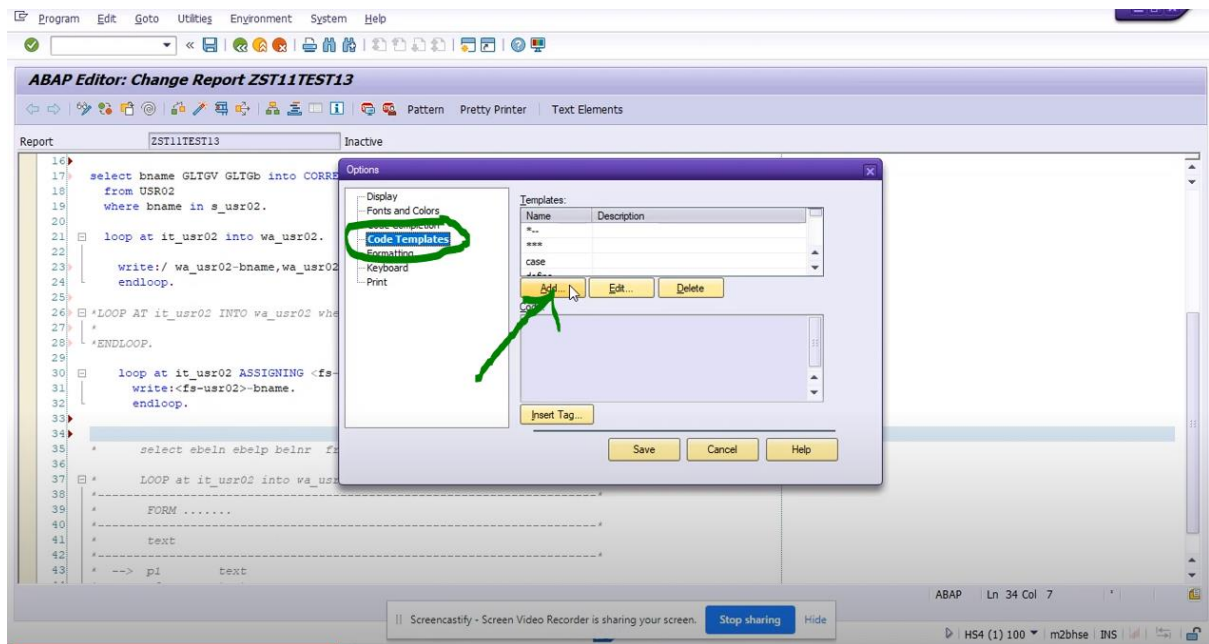 Program Edit Goto Utilities Environment System Help
ABAP Editor: Change Report ZST11TEST13
Pattern Pretty Printer Text Elements
Report ZST11TEST13 Inactive
16
17 select bname GLTGV GLTGb into CORRE
18 from USR02
19 where bname in s_usr02.
20
21 loop at it_usr02 into wa_usr02.
22
23 write:/ wa_usr02-bname,wa_usr02
24 endloop.
25
26 *LOOP AT it_usr02 INTO wa_usr02 whe
27 *
28 *ENDLOOP.
29
30 loop at it_usr02 ASSIGNING <fs-
31 write:<fs-usr02>-bname.
32 endloop.
33
34
35 * select ebeln ebelp belnr fr
36
37 * LOOP at it_usr02 into wa_usr
38 *----------------------------------------------------------------------*
39 * FORM .......
40 *----------------------------------------------------------------------*
41 * text
42 *----------------------------------------------------------------------*
43 * --> p1 text
Options
Display
Fonts and Colors
Code Completion
Code Templates
Formatting
Keyboard
Print
Templates:
Name Description
*--
***
case
define
Add... Edit... Delete
Insert Tag...
Save Cancel Help
ABAP Ln 34 Col 7
Screencastify - Screen Video Recorder is sharing your screen. Stop sharing Hide
HS4 (1) 100 m2bhse INS